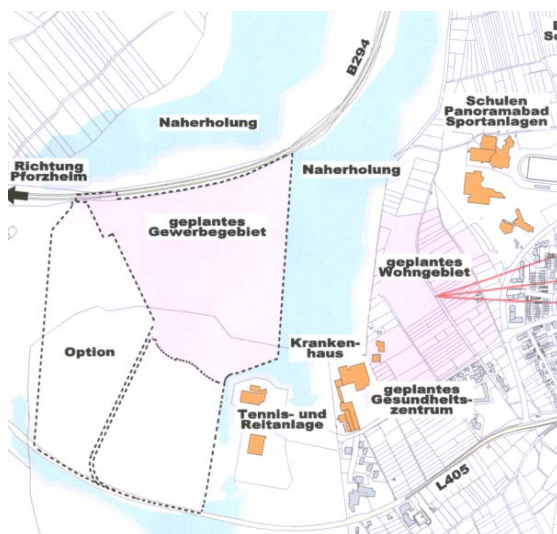 B294
Naherholung
Schulen
Panoramabad
Sportanlagen
Richtung
Pforzheim
Naherholung
geplantes
Gewerbegebiet
geplantes
Wohngebiet
Option
Kranken-
haus
geplantes
Gesundheits-
zentrum
Tennis- und
Reitanlage
L405